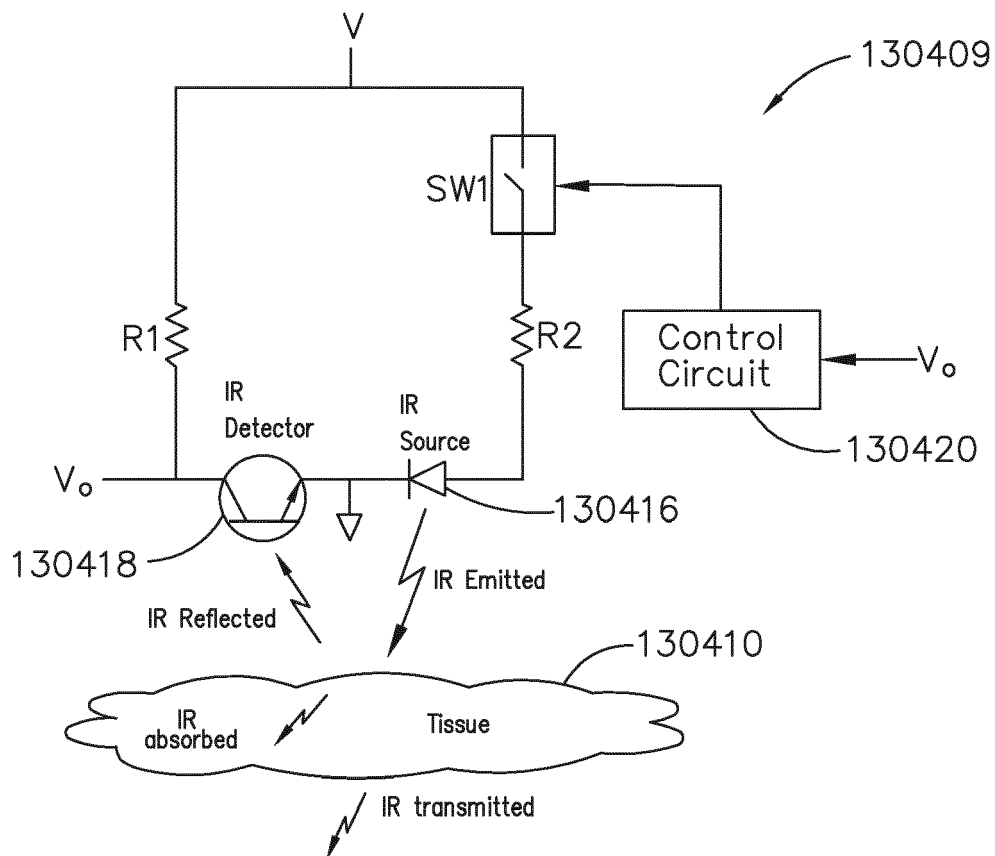 V
130409
SW1
R1
R2
Control
Circuit
Vo
IR
Detector
IR
Source
130420
Vo
130416
130418
IR Emitted
IR Reflected
130410
IR
absorbed
Tissue
IR transmitted